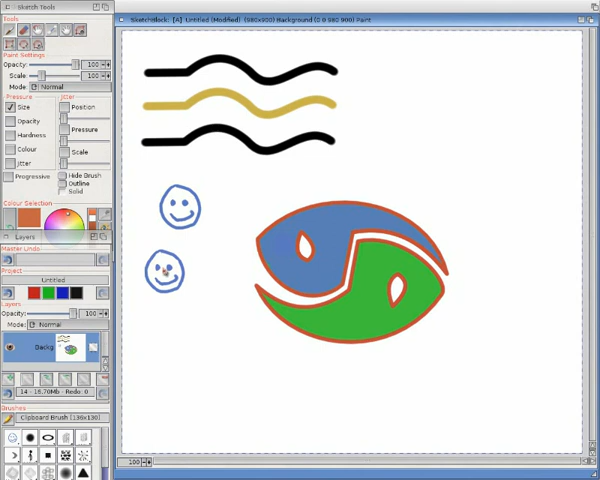 Sketch Tools
SketchBlock: [A] Untitled (Modified) (980x900) Background (0 0 980 900) Paint
Tools
Paint Settings
Opacity: 100
Scale: 100
Mode: Normal
Pressure
Jitter
Size
Position
Opacity
Hardness
Pressure
Colour
Scale
Jitter
Progressive
Hide Brush
Outline
Solid
Colour Selection
Layers
Master Undo
Project
Untitled
Layers
Opacity: 100
Mode: Normal
Backg
14 - 16.70Mb - Redo: 0
Brushes
Clipboard Brush [136x130]
100